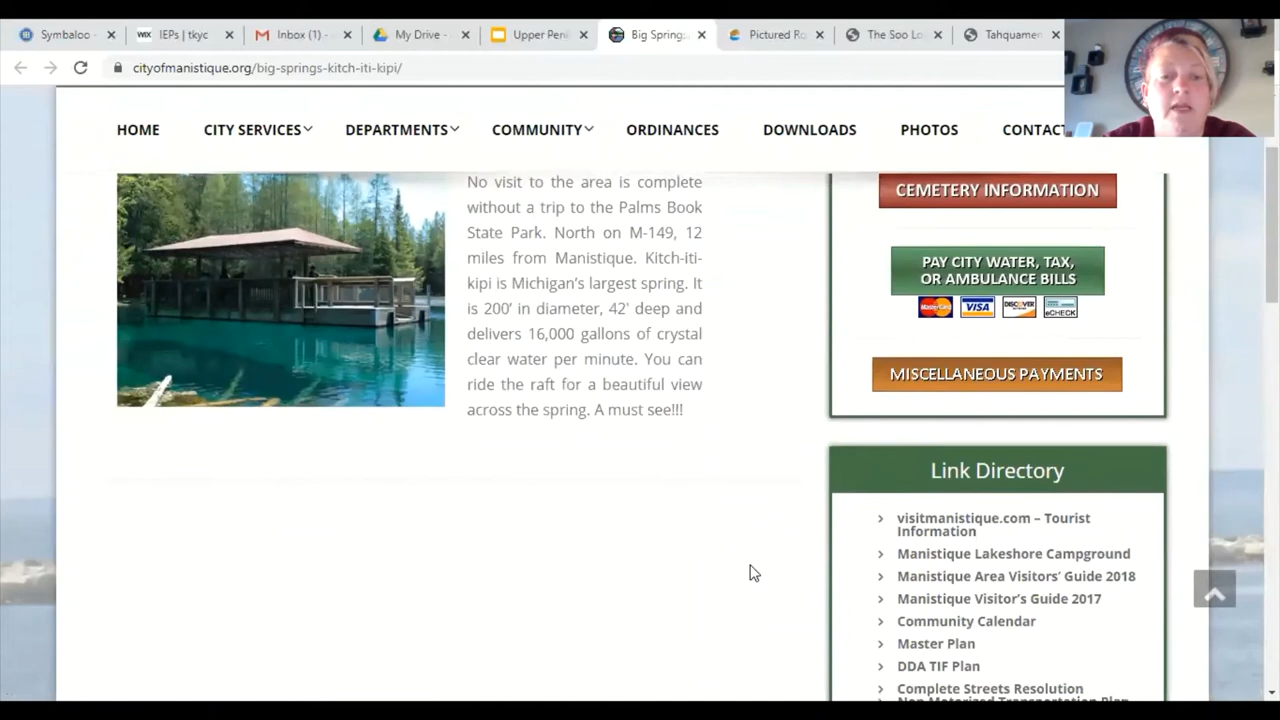 Symbaloo
WIX IEPs | tkyc
Inbox (1) -
My Drive -
Upper Peni
Big Springs
Pictured Ro
The Soo Lo
Tahquamen
cityofmanistique.org/big-springs-kitch-iti-kipi/
HOME CITY SERVICES DEPARTMENTS COMMUNITY ORDINANCES DOWNLOADS PHOTOS CONTACT
No visit to the area is complete
without a trip to the Palms Book
State Park. North on M-149, 12
miles from Manistique. Kitch-iti-
kipi is Michigan's largest spring. It
is 200' in diameter, 42' deep and
delivers 16,000 gallons of crystal
clear water per minute. You can
ride the raft for a beautiful view
across the spring. A must see!!!
CEMETERY INFORMATION
PAY CITY WATER, TAX,
OR AMBULANCE BILLS
MasterCard VISA DISCOVER eCHECK
MISCELLANEOUS PAYMENTS
Link Directory
visitmanistique.com – Tourist
Information
Manistique Lakeshore Campground
Manistique Area Visitors' Guide 2018
Manistique Visitor's Guide 2017
Community Calendar
Master Plan
DDA TIF Plan
Complete Streets Resolution
Non Motorized Transportation Plan